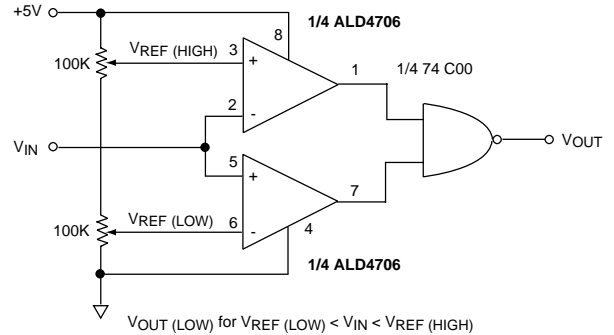 +5V
1/4 ALD4706
8
VREF (HIGH)
3
+
100K
1
1/4 74 C00
2
-
VIN
VOUT
5
+
7
VREF (LOW)
6
-
4
100K
1/4 ALD4706
VOUT (LOW) for VREF (LOW) < VIN < VREF (HIGH)